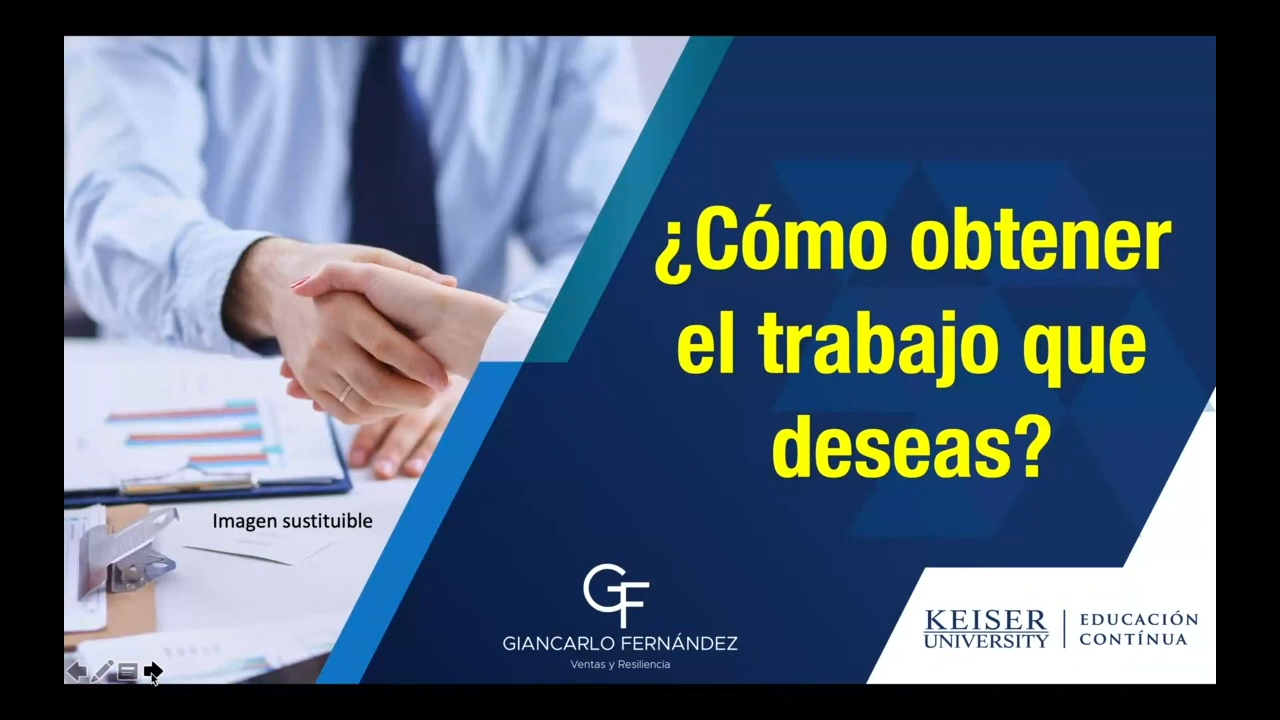 ¿Cómo obtener
el trabajo que
deseas?
Imagen sustituible
GF
GIANCARLO FERNÁNDEZ
Ventas y Resiliencia
KEISER
UNIVERSITY
EDUCACIÓN
CONTÍNUA